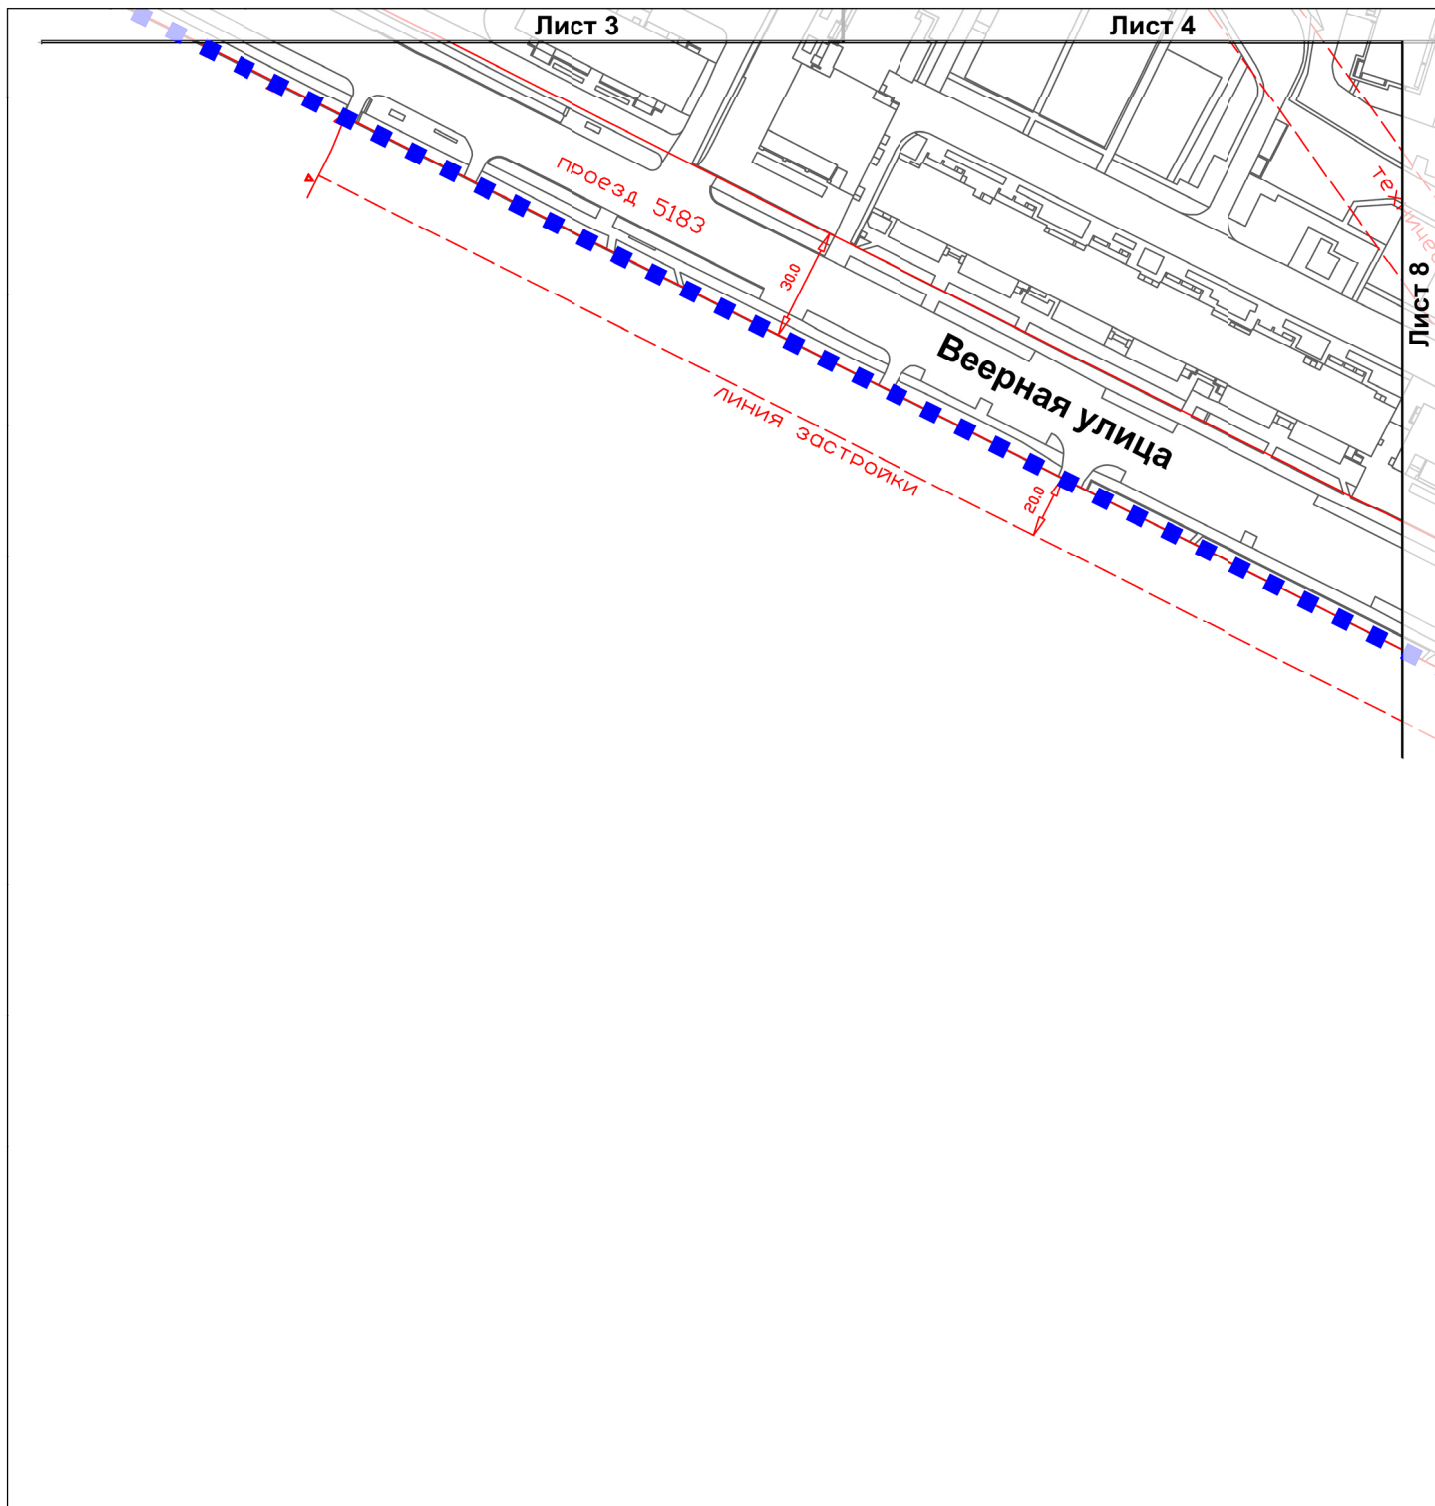 Лист 3
Лист 4
проезд 5183
30.0
Лист 8
Веерная улица
линия застройки
20.0